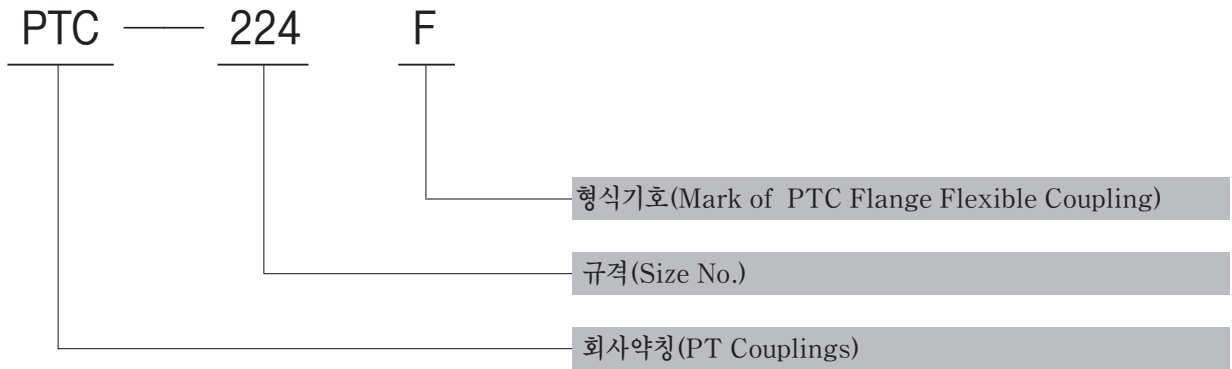 PTC 224 F
형식기호(Mark of PTC Flange Flexible Coupling)
규격(Size No.)
회사약칭(PT Couplings)